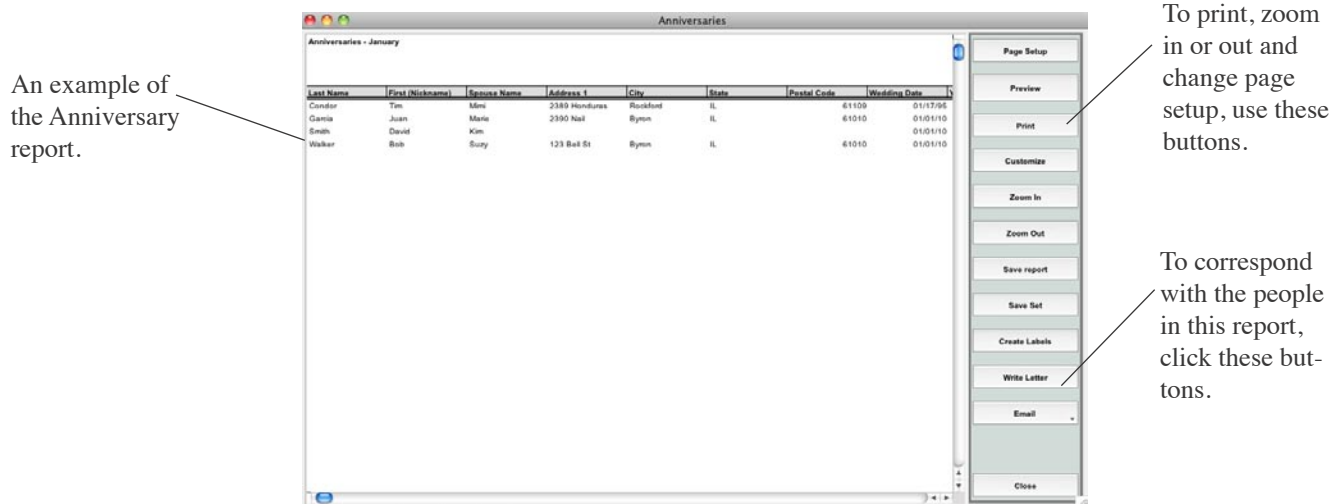 An example of
the Anniversary
report.
Anniversaries
Anniversaries - January
Last Name First (Nickname) Spouse Name Address 1 City State Postal Code Wedding Date
Condor Tim Mimi 2389 Honduras Rockford IL 61109 01/17/95
Garcia Juan Marie 2390 Nail Byron IL 61010 01/01/10
Smith David Kim 01/01/10
Walker Bob Suzy 123 Bell St Byron IL 61010 01/01/10
Page Setup
Preview
Print
Customize
Zoom In
Zoom Out
Save report
Save Set
Create Labels
Write Letter
Email
Close
To print, zoom
in or out and
change page
setup, use these
buttons.
To correspond
with the people
in this report,
click these but-
tons.